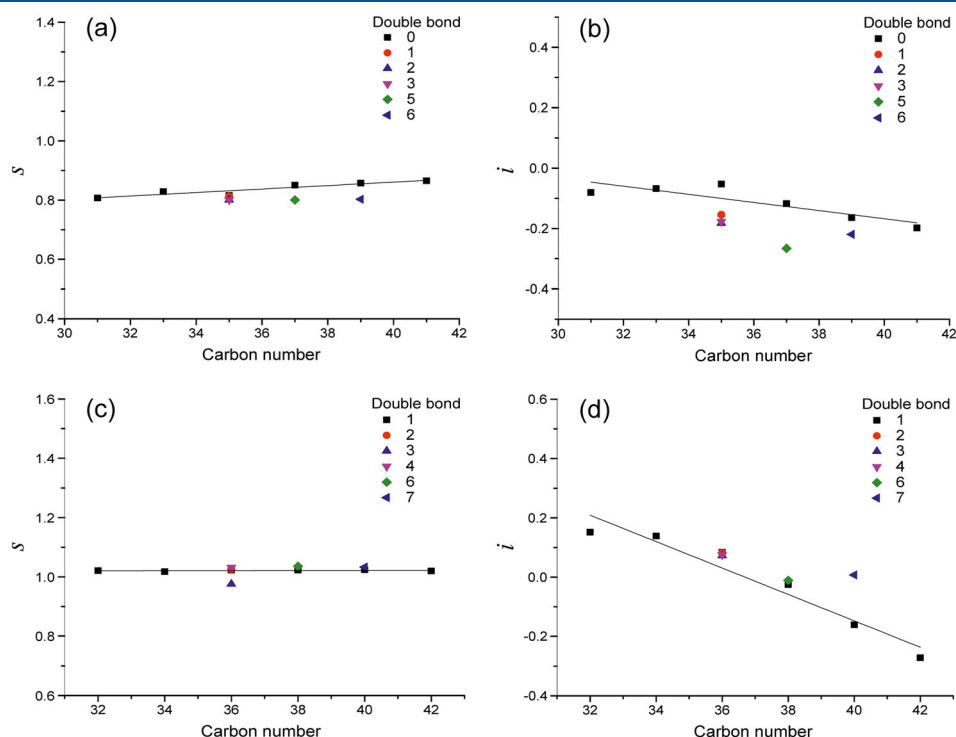 (a)
Double bond
0
1
2
3
5
6
1.4
1.2
1.0
0.8
0.6
0.4
S
30 32 34 36 38 40 42
Carbon number
(b)
Double bond
0
1
2
3
5
6
0.4
0.2
0.0
-0.2
-0.4
i
30 32 34 36 38 40 42
Carbon number
(c)
Double bond
1
2
3
4
6
7
1.6
1.4
1.2
1.0
0.8
0.6
S
32 34 36 38 40 42
Carbon number
(d)
Double bond
1
2
3
4
6
7
0.6
0.4
0.2
0.0
-0.2
-0.4
i
32 34 36 38 40 42
Carbon number